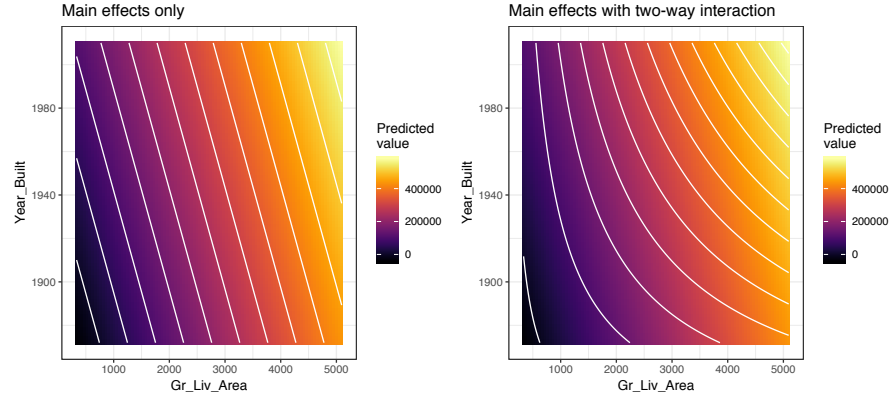 Main effects only
1980
1940
1900
Year_Built
1000
2000
3000
4000
5000
Gr_Liv_Area
Predicted
value
400000
200000
0
Main effects with two-way interaction
1980
1940
1900
Year_Built
1000
2000
3000
4000
5000
Gr_Liv_Area
Predicted
value
400000
200000
0